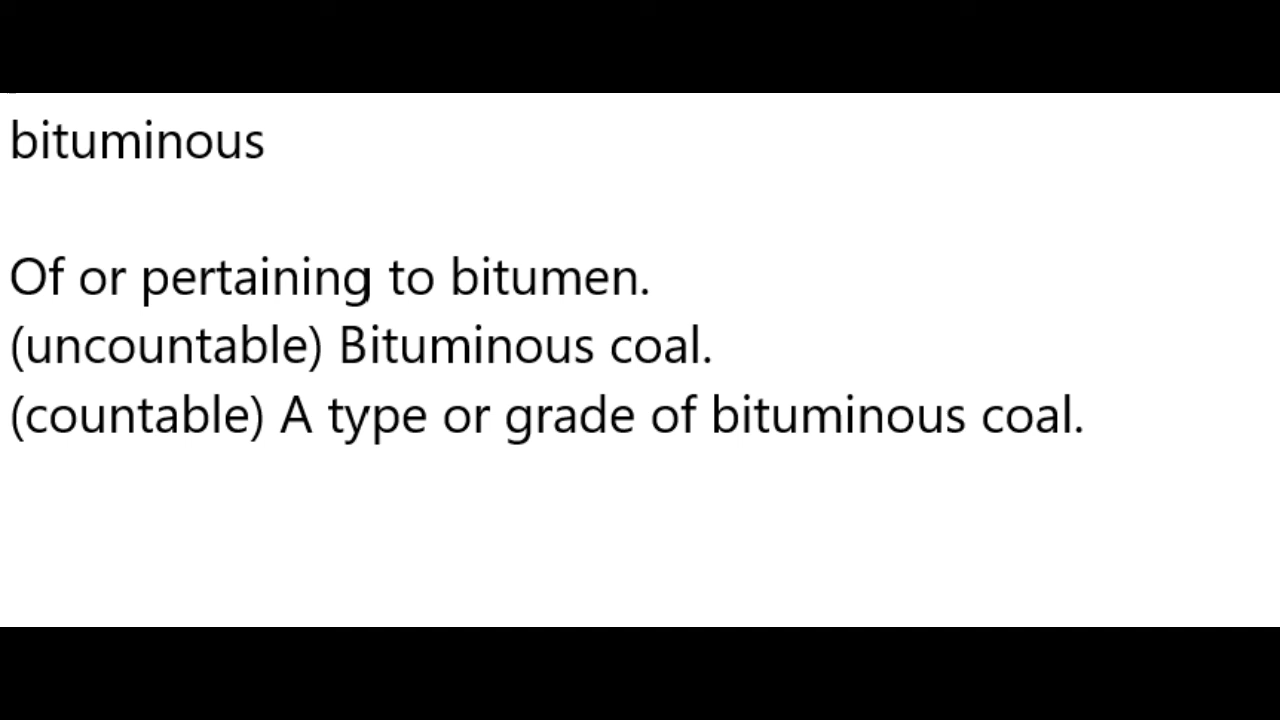 bituminous
Of or pertaining to bitumen.
(uncountable) Bituminous coal.
(countable) A type or grade of bituminous coal.